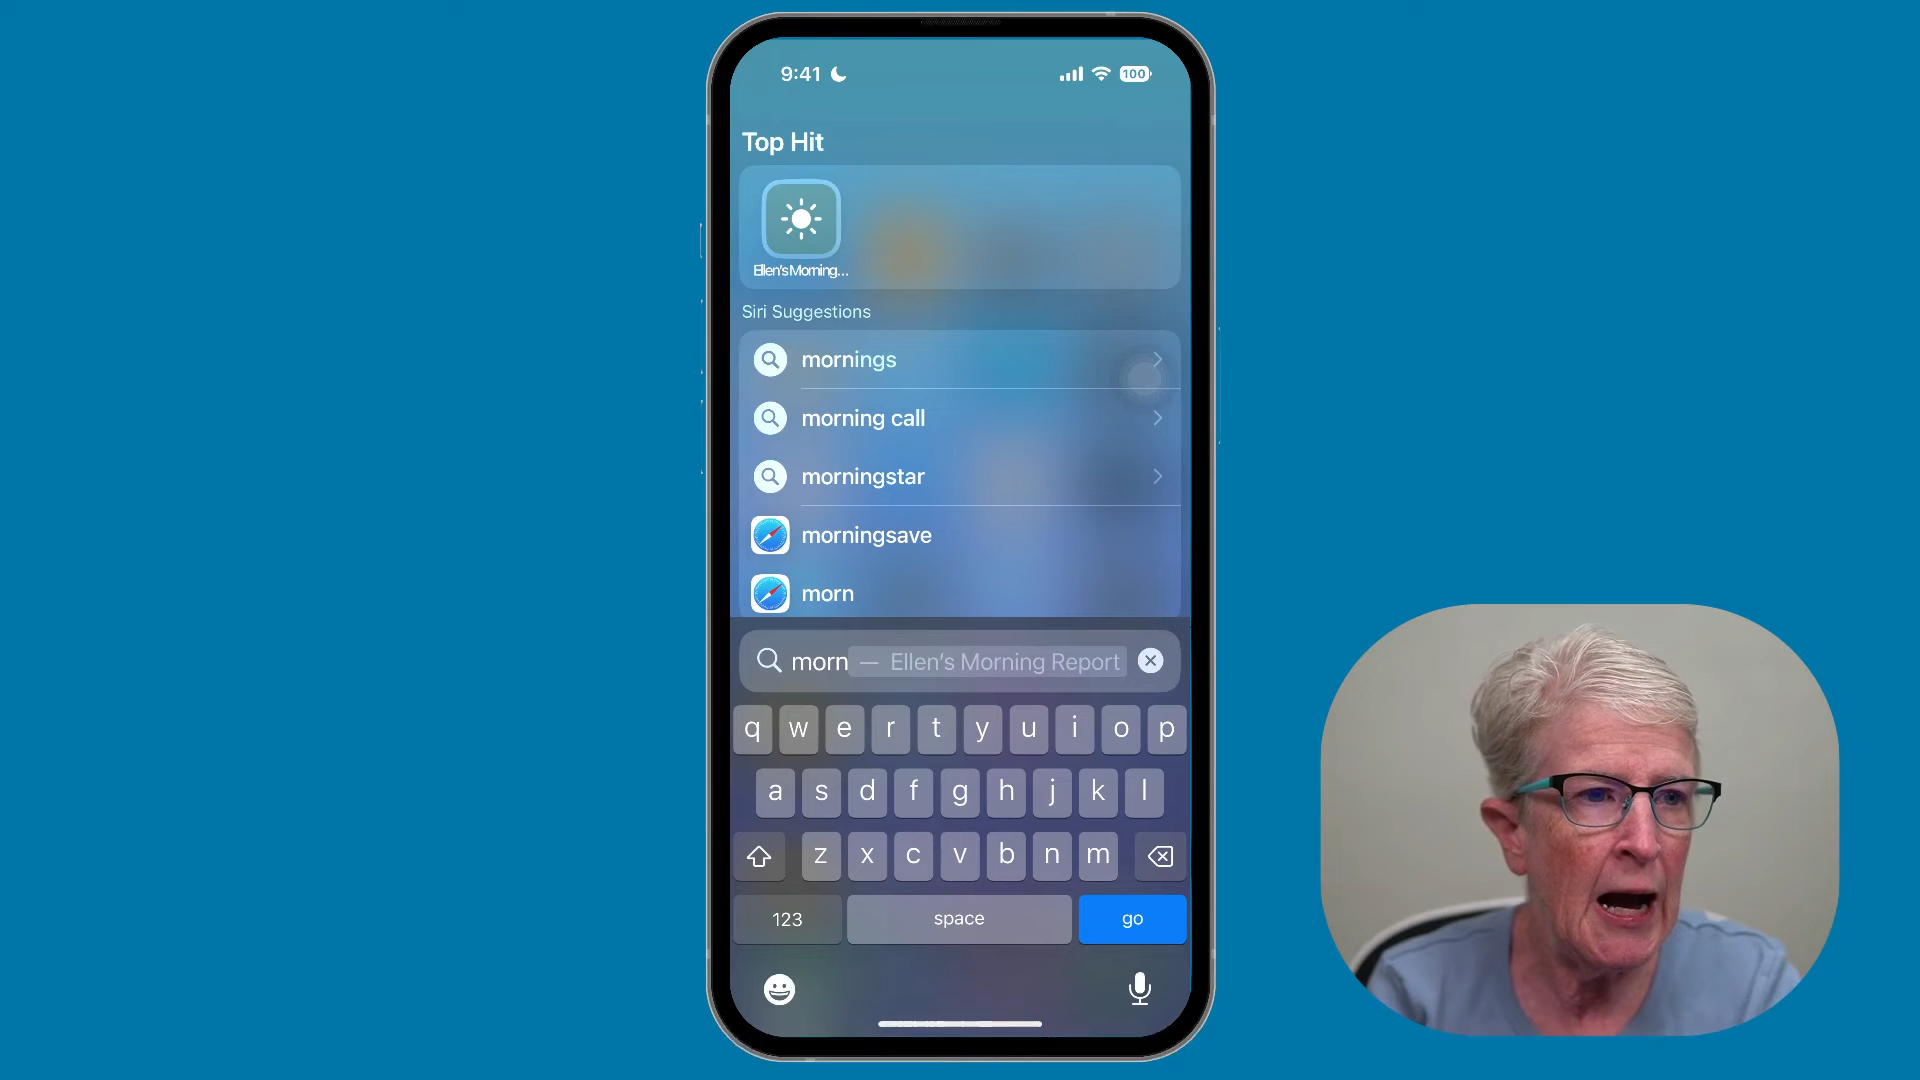 9:41
100
Top Hit
Ellen's Morning...
Siri Suggestions
mornings
morning call
morningstar
morningsave
morn
morn — Ellen's Morning Report
q w e r t y u i o p
a s d f g h j k l
z x c v b n m
123 space go